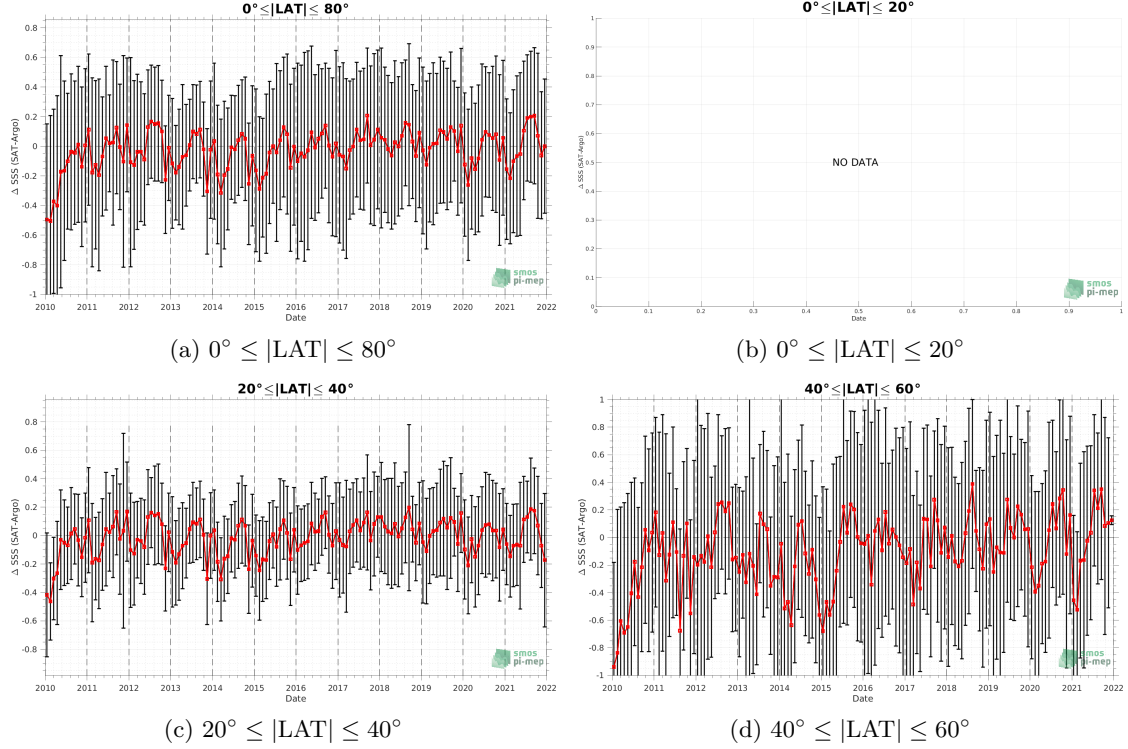 0°≤|LAT|≤ 80°
0.8
0.6
0.4
0.2
0
-0.2
-0.4
-0.6
-0.8
-1
Δ SSS (SAT-Argo)
2010 2011 2012 2013 2014 2015 2016 2017 2018 2019 2020 2021 2022
Date
smos
pi-mep
(a) 0° ≤ |LAT| ≤ 80°
0°≤|LAT|≤ 20°
1
0.9
0.8
0.7
0.6
0.5
0.4
0.3
0.2
0.1
0
Δ SSS (SAT-Argo)
NO DATA
0 0.1 0.2 0.3 0.4 0.5 0.6 0.7 0.8 0.9 1
Date
smos
pi-mep
(b) 0° ≤ |LAT| ≤ 20°
20°≤|LAT|≤ 40°
0.8
0.6
0.4
0.2
0
-0.2
-0.4
-0.6
-0.8
Δ SSS (SAT-Argo)
2010 2011 2012 2013 2014 2015 2016 2017 2018 2019 2020 2021 2022
Date
smos
pi-mep
(c) 20° ≤ |LAT| ≤ 40°
40°≤|LAT|≤ 60°
1
0.8
0.6
0.4
0.2
0
-0.2
-0.4
-0.6
-0.8
-1
Δ SSS (SAT-Argo)
2010 2011 2012 2013 2014 2015 2016 2017 2018 2019 2020 2021 2022
Date
smos
pi-mep
(d) 40° ≤ |LAT| ≤ 60°